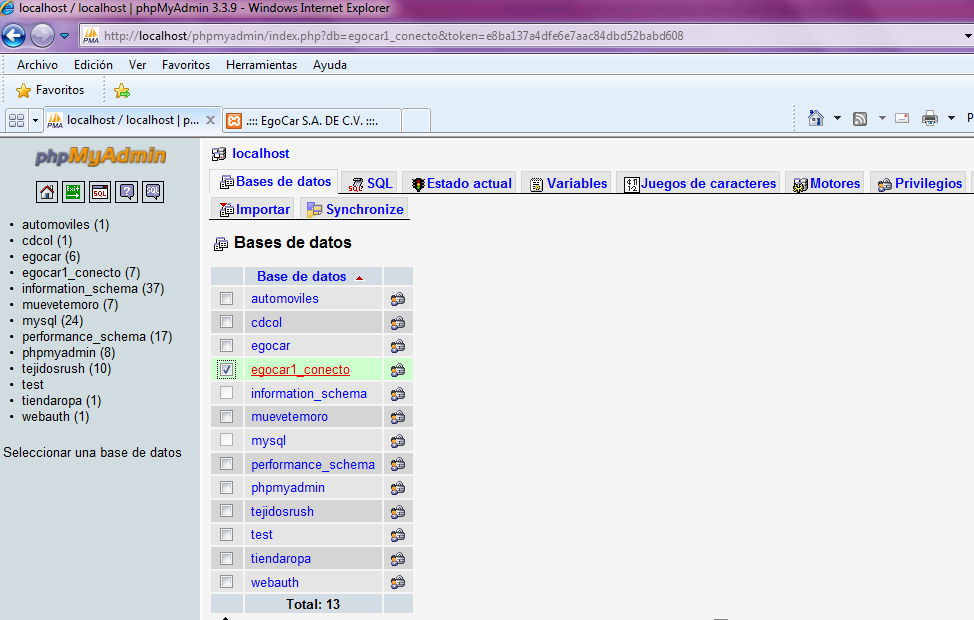 localhost / localhost | phpMyAdmin 3.3.9 - Windows Internet Explorer
PMA http://localhost/phpmyadmin/index.php?db=egocar1_conecto&token=e8ba137a4dfe6e7aac84dbd52babd608
Archivo Edición Ver Favoritos Herramientas Ayuda
Favoritos
PMA localhost / localhost | p... .::: EgoCar S.A. DE C.V. :::. P
phpMyAdmin
Exit SQL ? SQL
automoviles (1)
cdcol (1)
egocar (6)
egocar1_conecto (7)
information_schema (37)
muevetemoro (7)
mysql (24)
performance_schema (17)
phpmyadmin (8)
tejidosrush (10)
test
tiendaropa (1)
webauth (1)
Seleccionar una base de datos
localhost
Bases de datos SQL Estado actual Variables Juegos de caracteres Motores Privilegios
Importar Synchronize
Bases de datos
Base de datos
automoviles
cdcol
egocar
egocar1_conecto
information_schema
muevetemoro
mysql
performance_schema
phpmyadmin
tejidosrush
test
tiendaropa
webauth
Total: 13